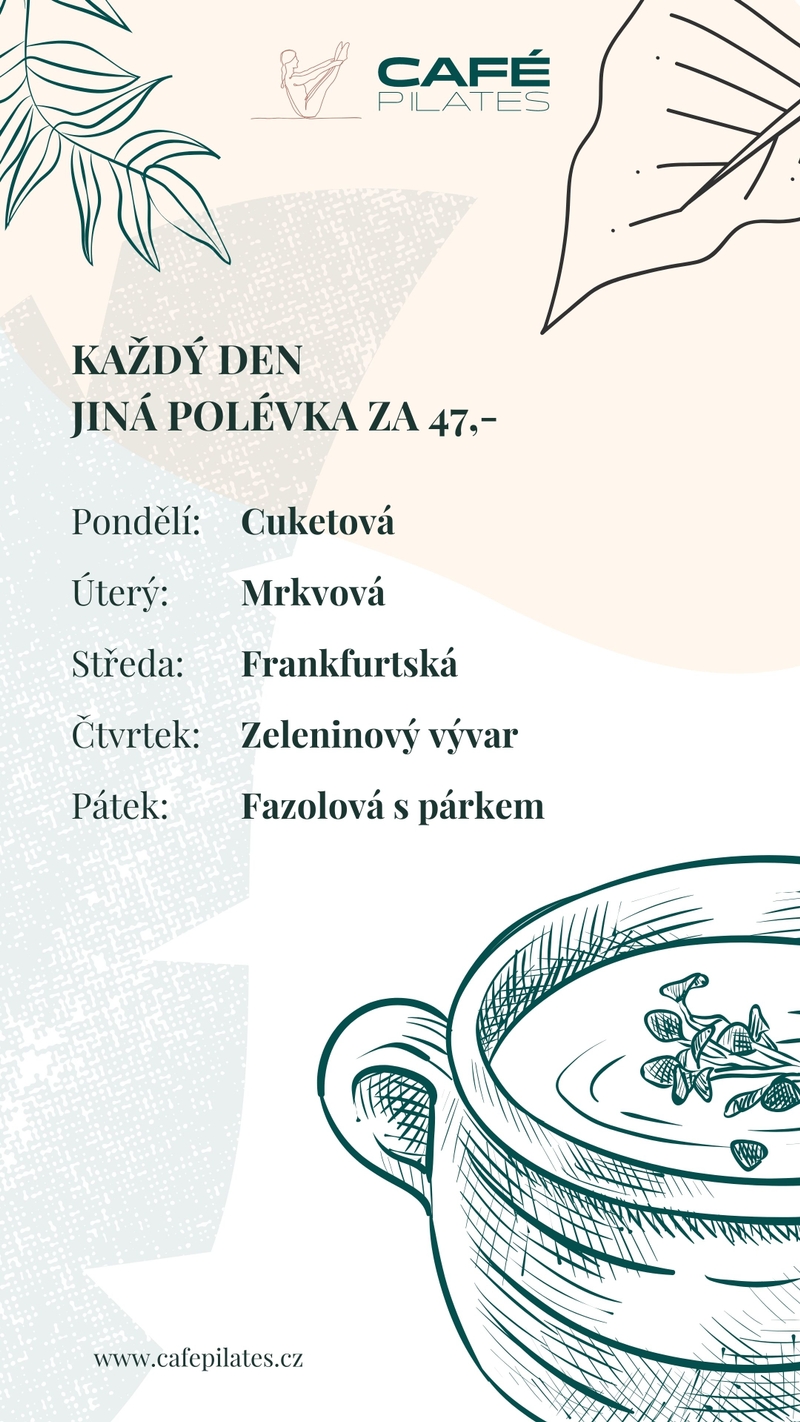 CAFÉ
PILATES
KAŽDÝ DEN
JINÁ POLÉVKA ZA 47,-
Pondělí: Cuketová
Úterý: Mrkvová
Středa: Frankfurtská
Čtvrtek: Zeleninový vývar
Pátek: Fazolová s párkem
www.cafepilates.cz